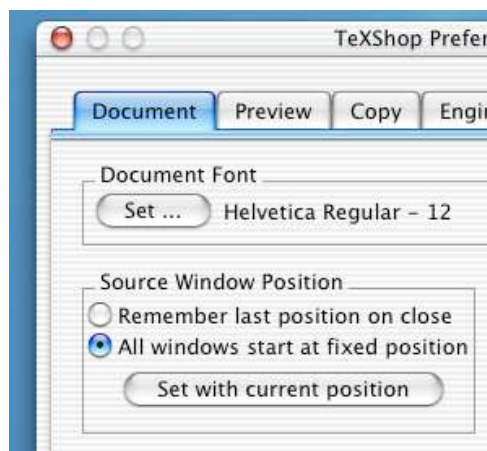 TeXShop Prefer
Document Preview Copy Engin
Document Font
Set ... Helvetica Regular – 12
Source Window Position
Remember last position on close
All windows start at fixed position
Set with current position